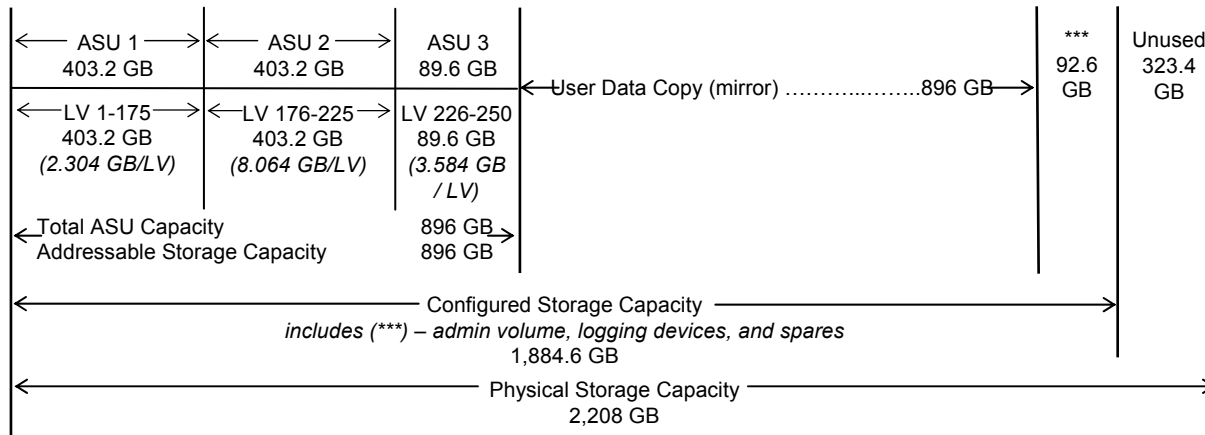 ASU 1
403.2 GB
ASU 2
403.2 GB
ASU 3
89.6 GB
User Data Copy (mirror) …………..……..896 GB
***
92.6
GB
Unused
323.4
GB
LV 1-175
403.2 GB
(2.304 GB/LV)
LV 176-225
403.2 GB
(8.064 GB/LV)
LV 226-250
89.6 GB
(3.584 GB
/ LV)
Total ASU Capacity 896 GB
Addressable Storage Capacity 896 GB
Configured Storage Capacity
includes (***) – admin volume, logging devices, and spares
1,884.6 GB
Physical Storage Capacity
2,208 GB